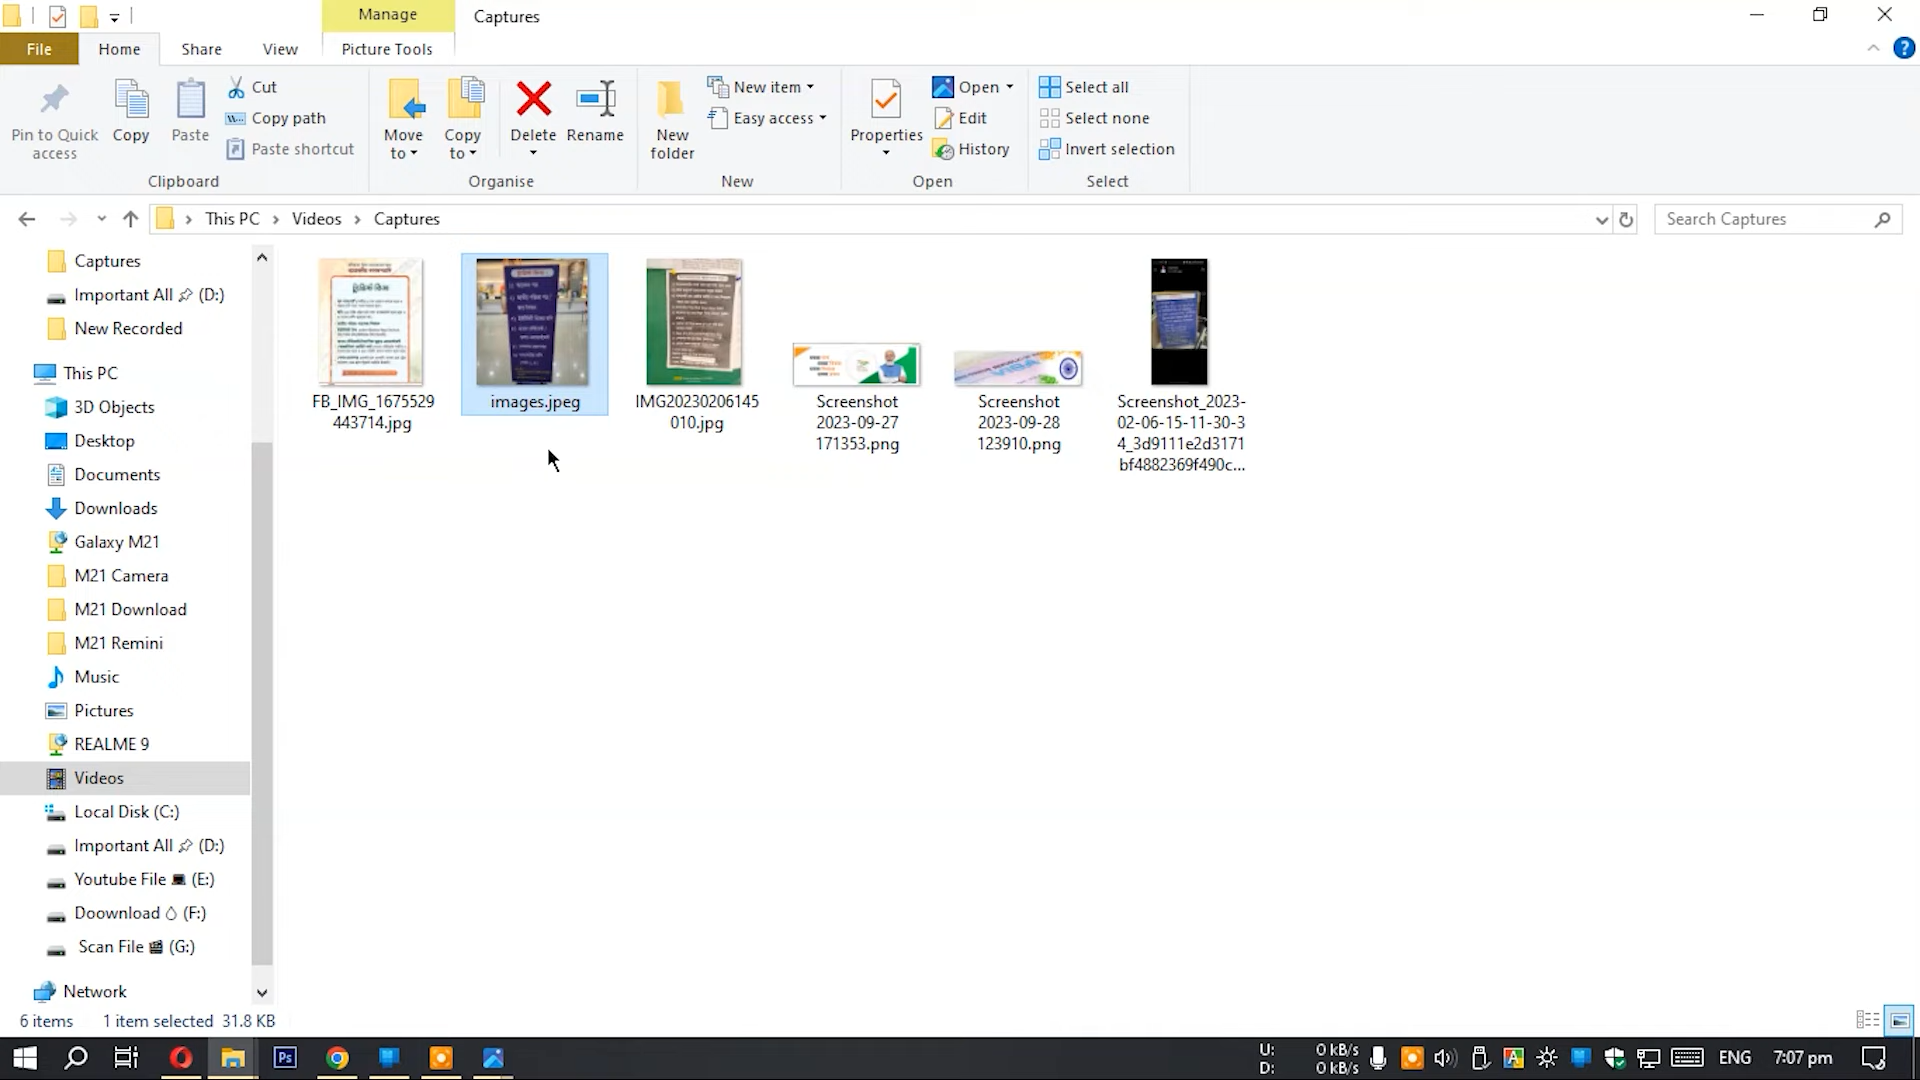 Manage
Captures
File
Home
Share
View
Picture Tools
Pin to Quick access
Copy
Paste
Cut
Copy path
Paste shortcut
Clipboard
Move to
Copy to
Delete
Rename
Organise
New folder
New item
Easy access
New
Properties
Open
Edit
History
Open
Select all
Select none
Invert selection
Select
This PC
Videos
Captures
Search Captures
Captures
Important All (D:)
New Recorded
This PC
3D Objects
Desktop
Documents
Downloads
Galaxy M21
M21 Camera
M21 Download
M21 Remini
Music
Pictures
REALME 9
Videos
Local Disk (C:)
Important All (D:)
Youtube File (E:)
Doownload (F:)
Scan File (G:)
Network
FB_IMG_1675529
443714.jpg
images.jpeg
IMG20230206145
010.jpg
Screenshot
2023-09-27
171353.png
Screenshot
2023-09-28
123910.png
Screenshot_2023-
02-06-15-11-30-3
4_3d9111e2d3171
bf4882369f490c...
6 items
1 item selected
31.8 KB
Ps
U: 0 kB/s
D: 0 kB/s
ENG
7:07 pm